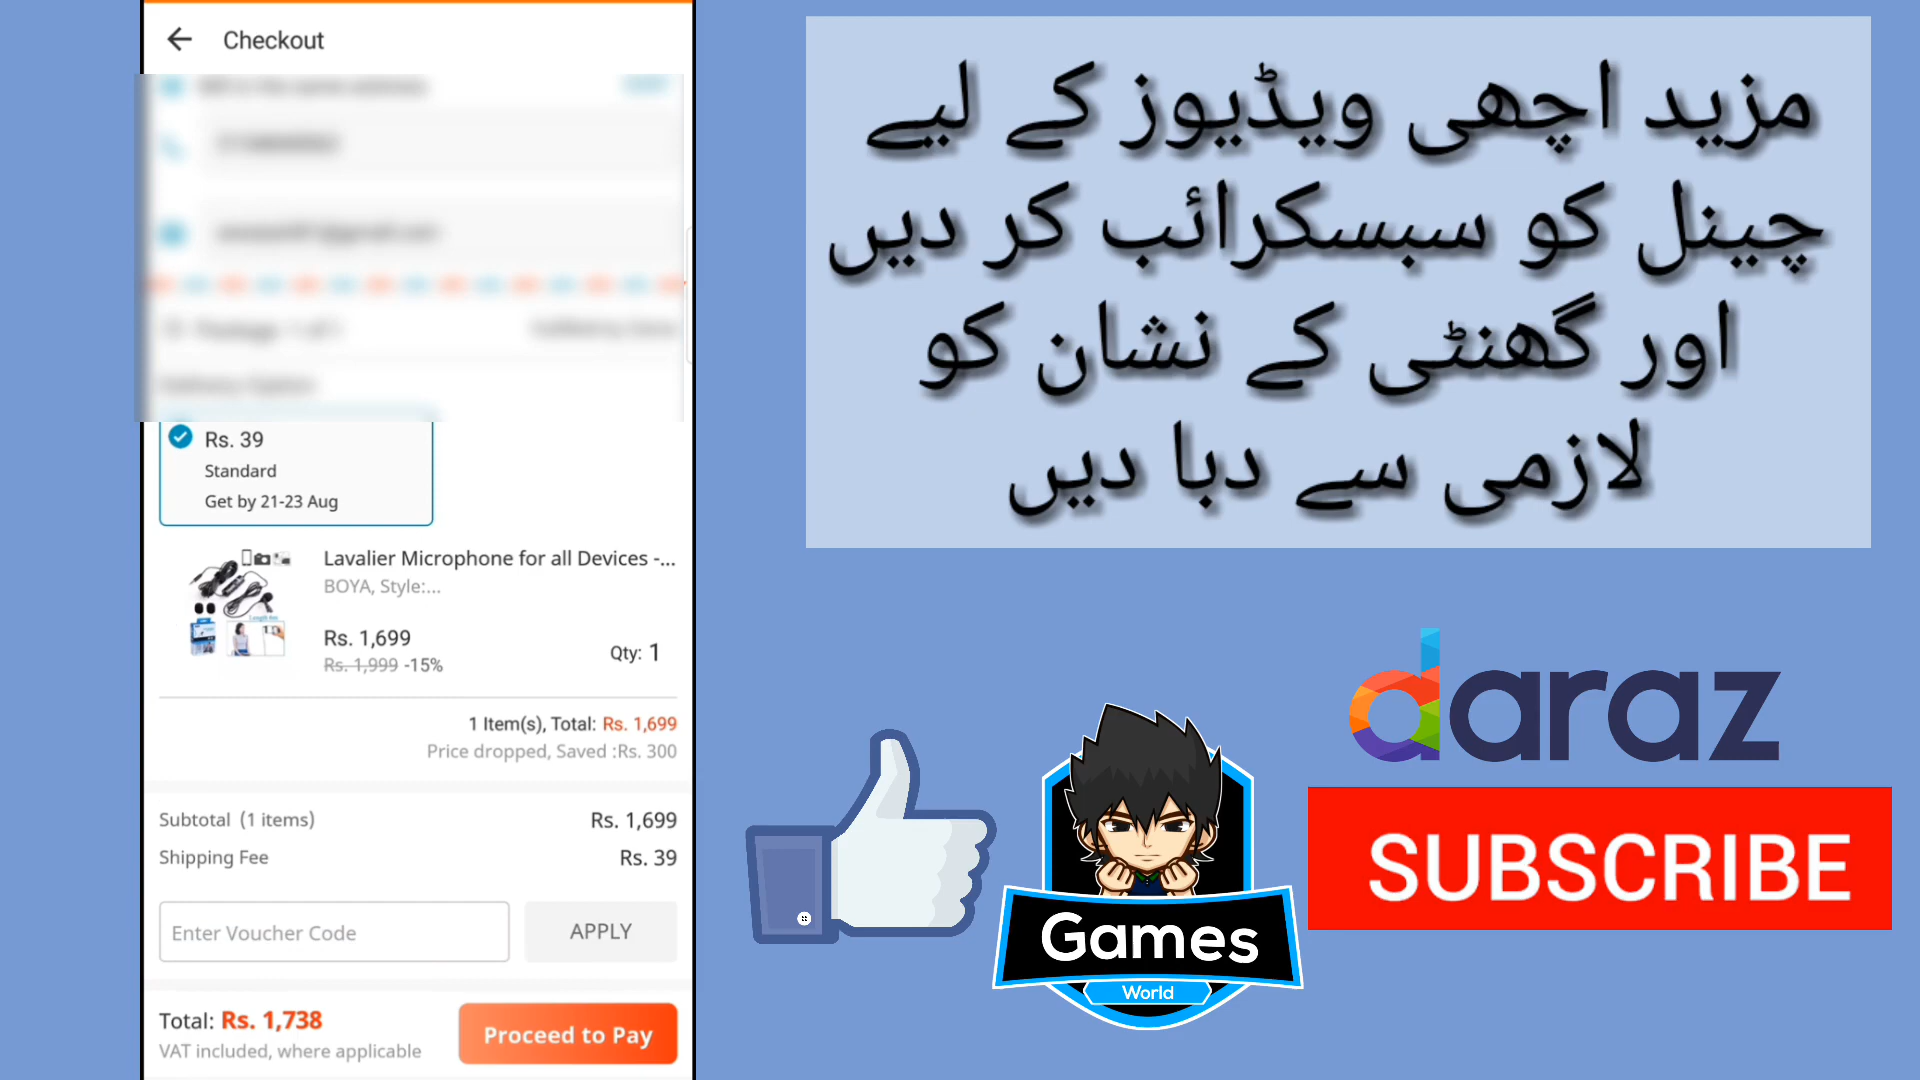 Checkout
Rs. 39
Standard
Get by 21-23 Aug
Lavalier Microphone for all Devices -...
BOYA, Style:...
Rs. 1,699
Rs. 1,999 -15%
Qty: 1
1 Item(s), Total: Rs. 1,699
Price dropped, Saved :Rs. 300
Subtotal (1 items)
Rs. 1,699
Shipping Fee
Rs. 39
Enter Voucher Code
APPLY
Total: Rs. 1,738
VAT included, where applicable
Proceed to Pay
مزید اچھی ویڈیوز کے لیے
چینل کو سبسکرائب کر دیں
اور گھنٹی کے نشان کو
لازمی سے دبا دیں
daraz
SUBSCRIBE
Games
World